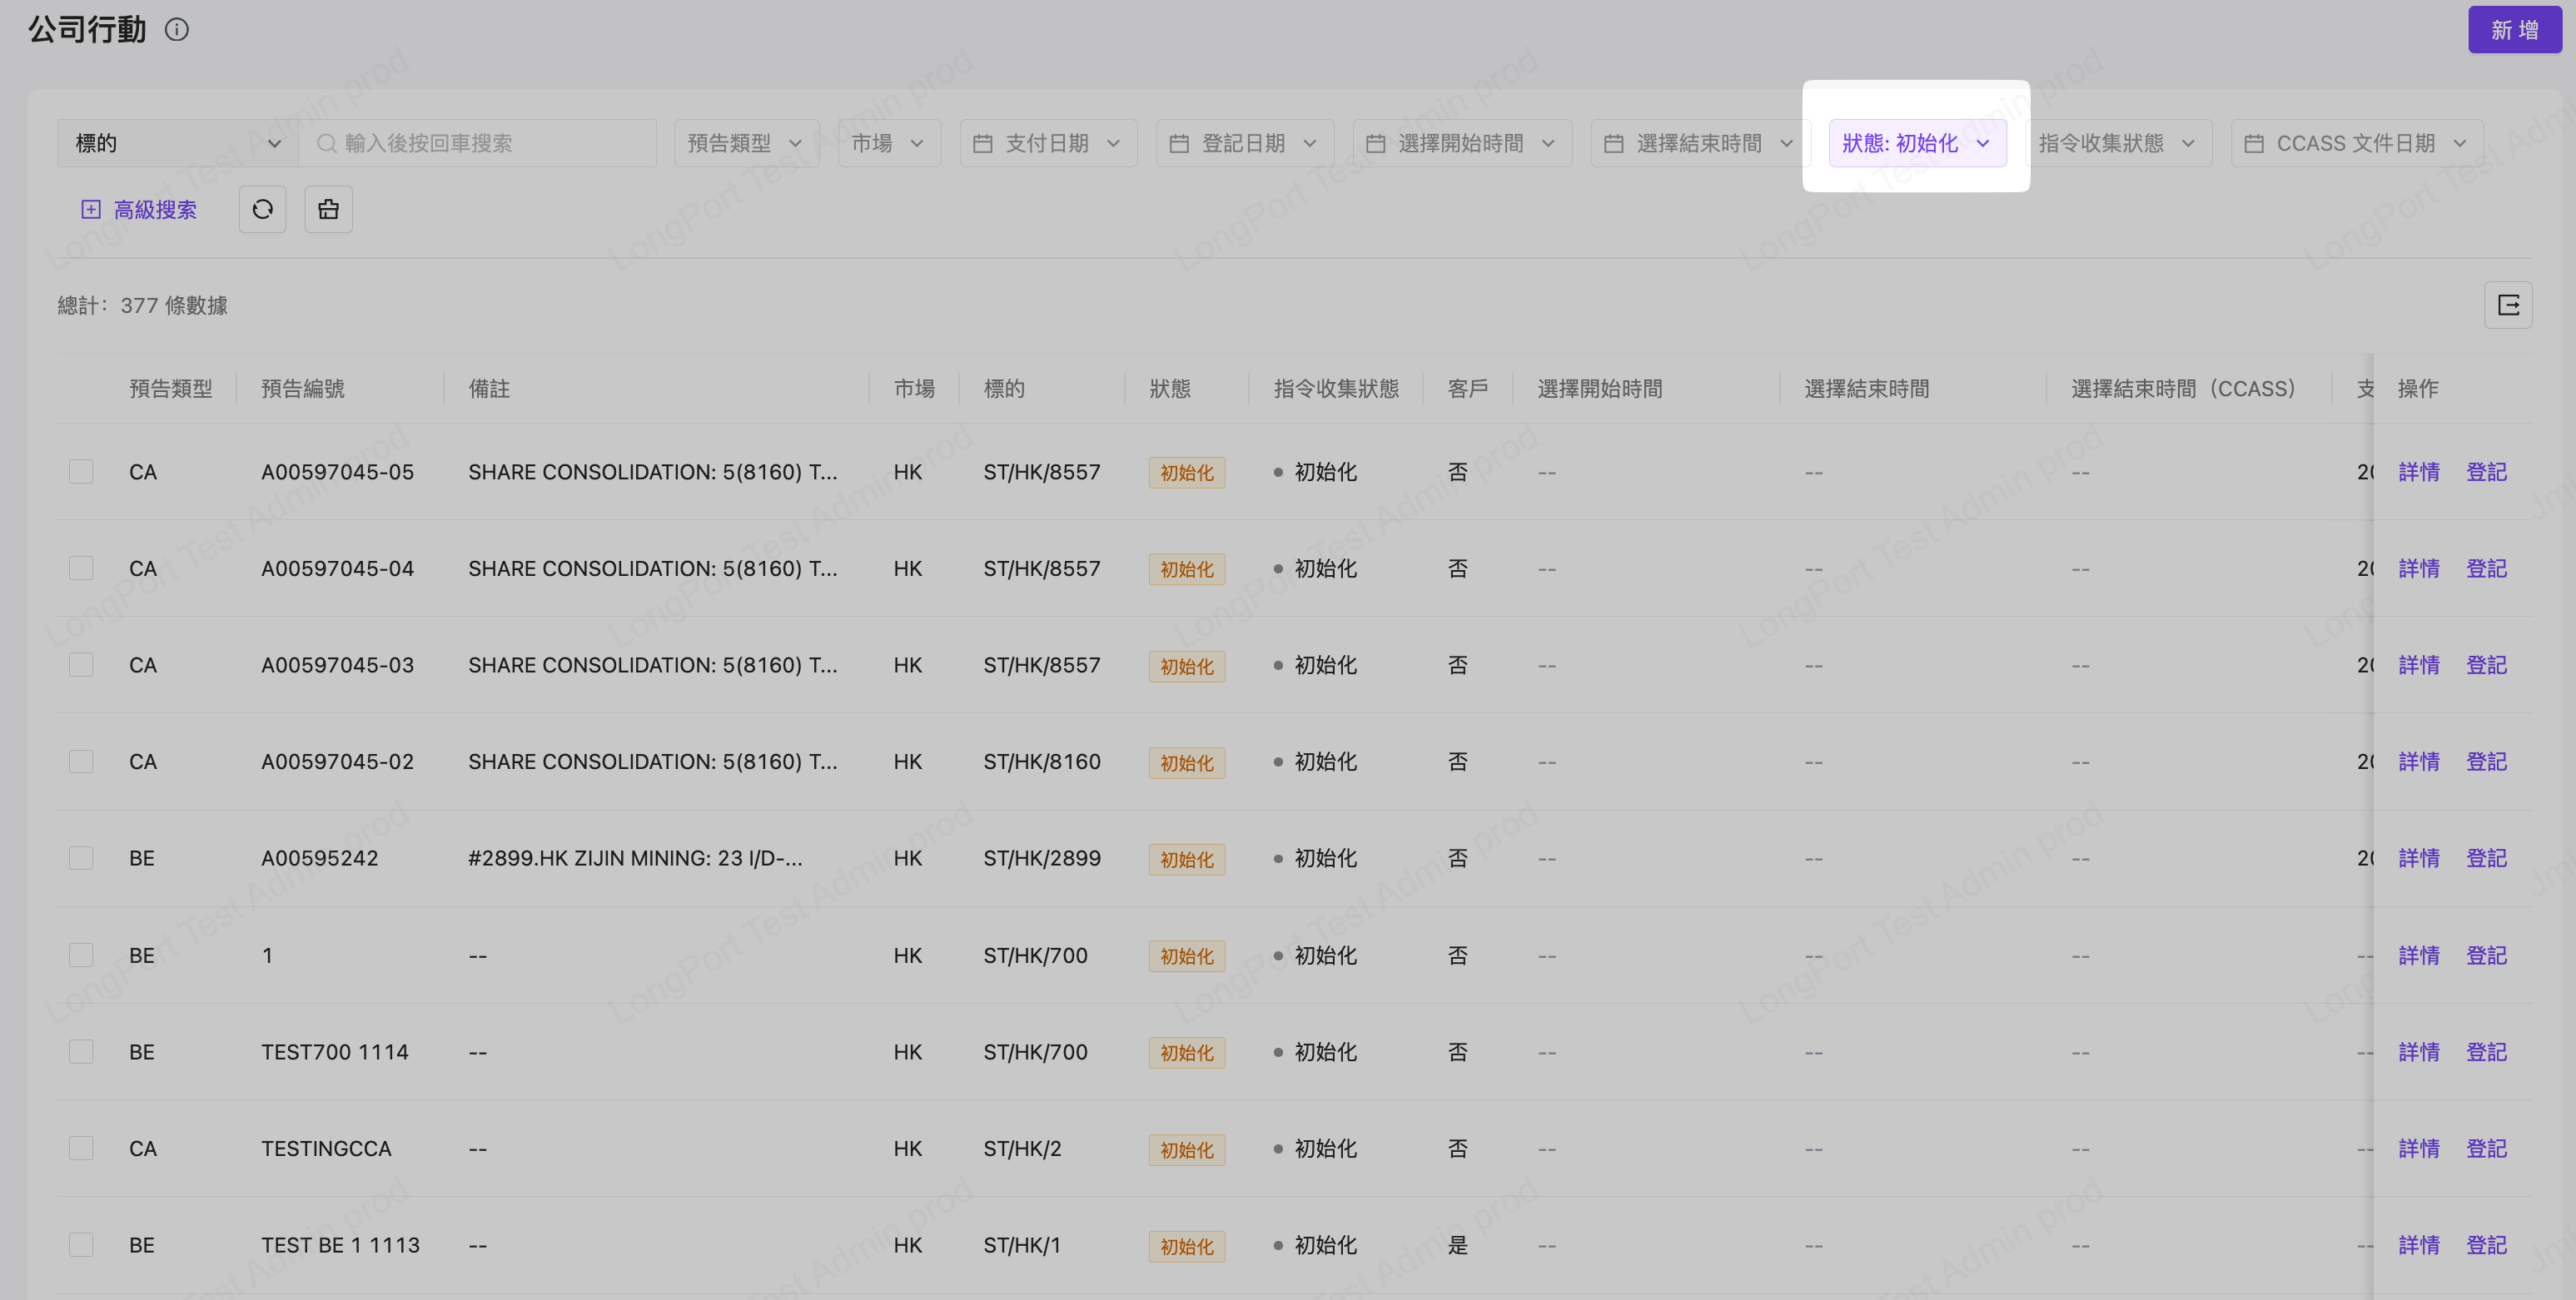 公司行動
新 增
標的 輸入後按回車搜索 預告類型 市場 支付日期 登記日期 選擇開始時間 選擇結束時間 狀態: 初始化 指令收集狀態 CCASS 文件日期
高級搜索
總計：377 條數據
預告類型 預告編號 備註 市場 標的 狀態 指令收集狀態 客戶 選擇開始時間 選擇結束時間 選擇結束時間（CCASS） 支 操作
CA A00597045-05 SHARE CONSOLIDATION: 5(8160) T... HK ST/HK/8557 初始化 初始化 否 -- -- -- 20 詳情 登記
CA A00597045-04 SHARE CONSOLIDATION: 5(8160) T... HK ST/HK/8557 初始化 初始化 否 -- -- -- 20 詳情 登記
CA A00597045-03 SHARE CONSOLIDATION: 5(8160) T... HK ST/HK/8557 初始化 初始化 否 -- -- -- 20 詳情 登記
CA A00597045-02 SHARE CONSOLIDATION: 5(8160) T... HK ST/HK/8160 初始化 初始化 否 -- -- -- 20 詳情 登記
BE A00595242 #2899.HK ZIJIN MINING: 23 I/D-... HK ST/HK/2899 初始化 初始化 否 -- -- -- 20 詳情 登記
BE 1 -- HK ST/HK/700 初始化 初始化 否 -- -- -- -- 詳情 登記
BE TEST700 1114 -- HK ST/HK/700 初始化 初始化 否 -- -- -- -- 詳情 登記
CA TESTINGCCA -- HK ST/HK/2 初始化 初始化 否 -- -- -- -- 詳情 登記
BE TEST BE 1 1113 -- HK ST/HK/1 初始化 初始化 是 -- -- -- -- 詳情 登記
LongPort Test Admin prod